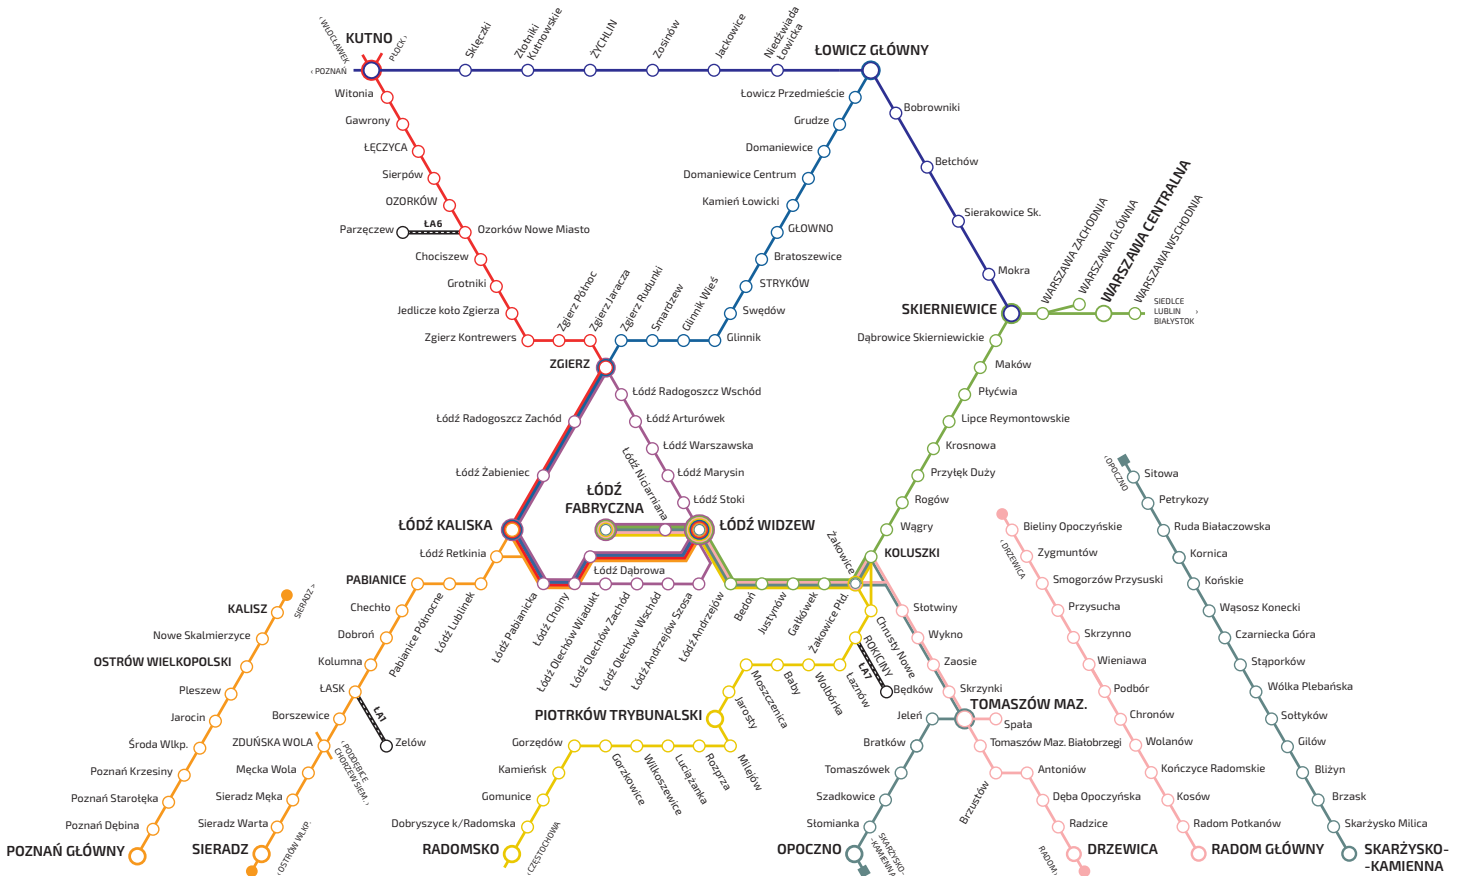 ‹ WŁOCŁAWEK
KUTNO
PŁOCK ›
‹ POZNAŃ
Sklęczki
Złotniki
Kutnowskie
ŻYCHLIN
Zosinów
Jackowice
Niedźwiada
Łowicka
ŁOWICZ GŁÓWNY
Witonia
Gawrony
ŁĘCZYCA
Sierpów
OZORKÓW
Parzęczew
ŁA6
Ozorków Nowe Miasto
Chociszew
Grotniki
Jedlicze koło Zgierza
Zgierz Kontrewers
Zgierz Północ
Zgierz Jaracza
Zgierz Rudunki
Smardzew
Glinnik Wieś
Glinnik
Swędów
STRYKÓW
Bratoszewice
GŁOWNO
Kamień Łowicki
Domaniewice Centrum
Domaniewice
Grudze
Łowicz Przedmieście
Bobrowniki
Bełchów
Sierakowice Sk.
Mokra
SKIERNIEWICE
WARSZAWA ZACHODNIA
WARSZAWA GŁÓWNA
WARSZAWA CENTRALNA
WARSZAWA WSCHODNIA
SIEDLCE
LUBLIN ›
BIAŁYSTOK
Dąbrowice Skierniewickie
Maków
Płyćwia
Lipce Reymontowskie
Krosnowa
Przyłęk Duży
Rogów
Wągry
KOLUSZKI
ZGIERZ
Łódź Radogoszcz Zachód
Łódź Żabieniec
ŁÓDŹ KALISKA
Łódź Radogoszcz Wschód
Łódź Arturówek
Łódź Warszawska
Łódź Marysin
Łódź Stoki
Łódź Niciarniana
ŁÓDŹ
FABRYCZNA
ŁÓDŹ WIDZEW
Łódź Retkinia
Łódź Dąbrowa
PABIANICE
Pabianice Północne
Łódź Lublinek
Łódź Pabianicka
Łódź Chojny
Łódź Olechów Wiadukt
Łódź Olechów Zachód
Łódź Olechów Wschód
Łódź Andrzejów Szosa
Łódź Andrzejów
Bedoń
Justynów
Gałkówek
Żakowice
Żakowice Płd.
Chrusty Nowe
ROKICINY
ŁA7
Będków
Łaznów
Wolbórka
Baby
Moszczenica
Jarosty
PIOTRKÓW TRYBUNALSKI
Milejów
Rozprza
Luciążanka
Wilkoszewice
Gorzkowice
Gorzędów
Kamieńsk
Gomunice
Dobryszyce k/Radomska
RADOMSKO
‹ CZĘSTOCHOWA
Chechło
Dobroń
Kolumna
ŁASK
ŁA1
Zelów
Borszewice
ZDUŃSKA WOLA
‹ PODDĘBICE
CHORZEW SIEM. ›
Męcka Wola
Sieradz Męka
Sieradz Warta
SIERADZ
‹ OSTRÓW WLKP.
SIERADZ ›
KALISZ
Nowe Skalmierzyce
OSTRÓW WIELKOPOLSKI
Pleszew
Jarocin
Środa Wlkp.
Poznań Krzesiny
Poznań Starołęka
Poznań Dębina
POZNAŃ GŁÓWNY
Słotwiny
Wykno
Zaosie
Skrzynki
TOMASZÓW MAZ.
Spała
Jeleń
Bratków
Tomaszówek
Szadkowice
Słomianka
OPOCZNO
SKARŻYSKO-
-KAMIENNA ›
Tomaszów Maz. Białobrzegi
Brzustów
Antoniów
Dęba Opoczyńska
Radzice
DRZEWICA
RADOM ›
‹ DRZEWICA
Bieliny Opoczyńskie
Zygmuntów
Smogorzów Przysuski
Przysucha
Skrzynno
Wieniawa
Podbór
Chronów
Wolanów
Kończyce Radomskie
Kosów
Radom Potkanów
RADOM GŁÓWNY
‹ OPOCZNO
Sitowa
Petrykozy
Ruda Białaczowska
Kornica
Końskie
Wąsosz Konecki
Czarniecka Góra
Stąporków
Wólka Plebańska
Sołtyków
Gilów
Bliżyn
Brzask
Skarżysko Milica
SKARŻYSKO-
-KAMIENNA